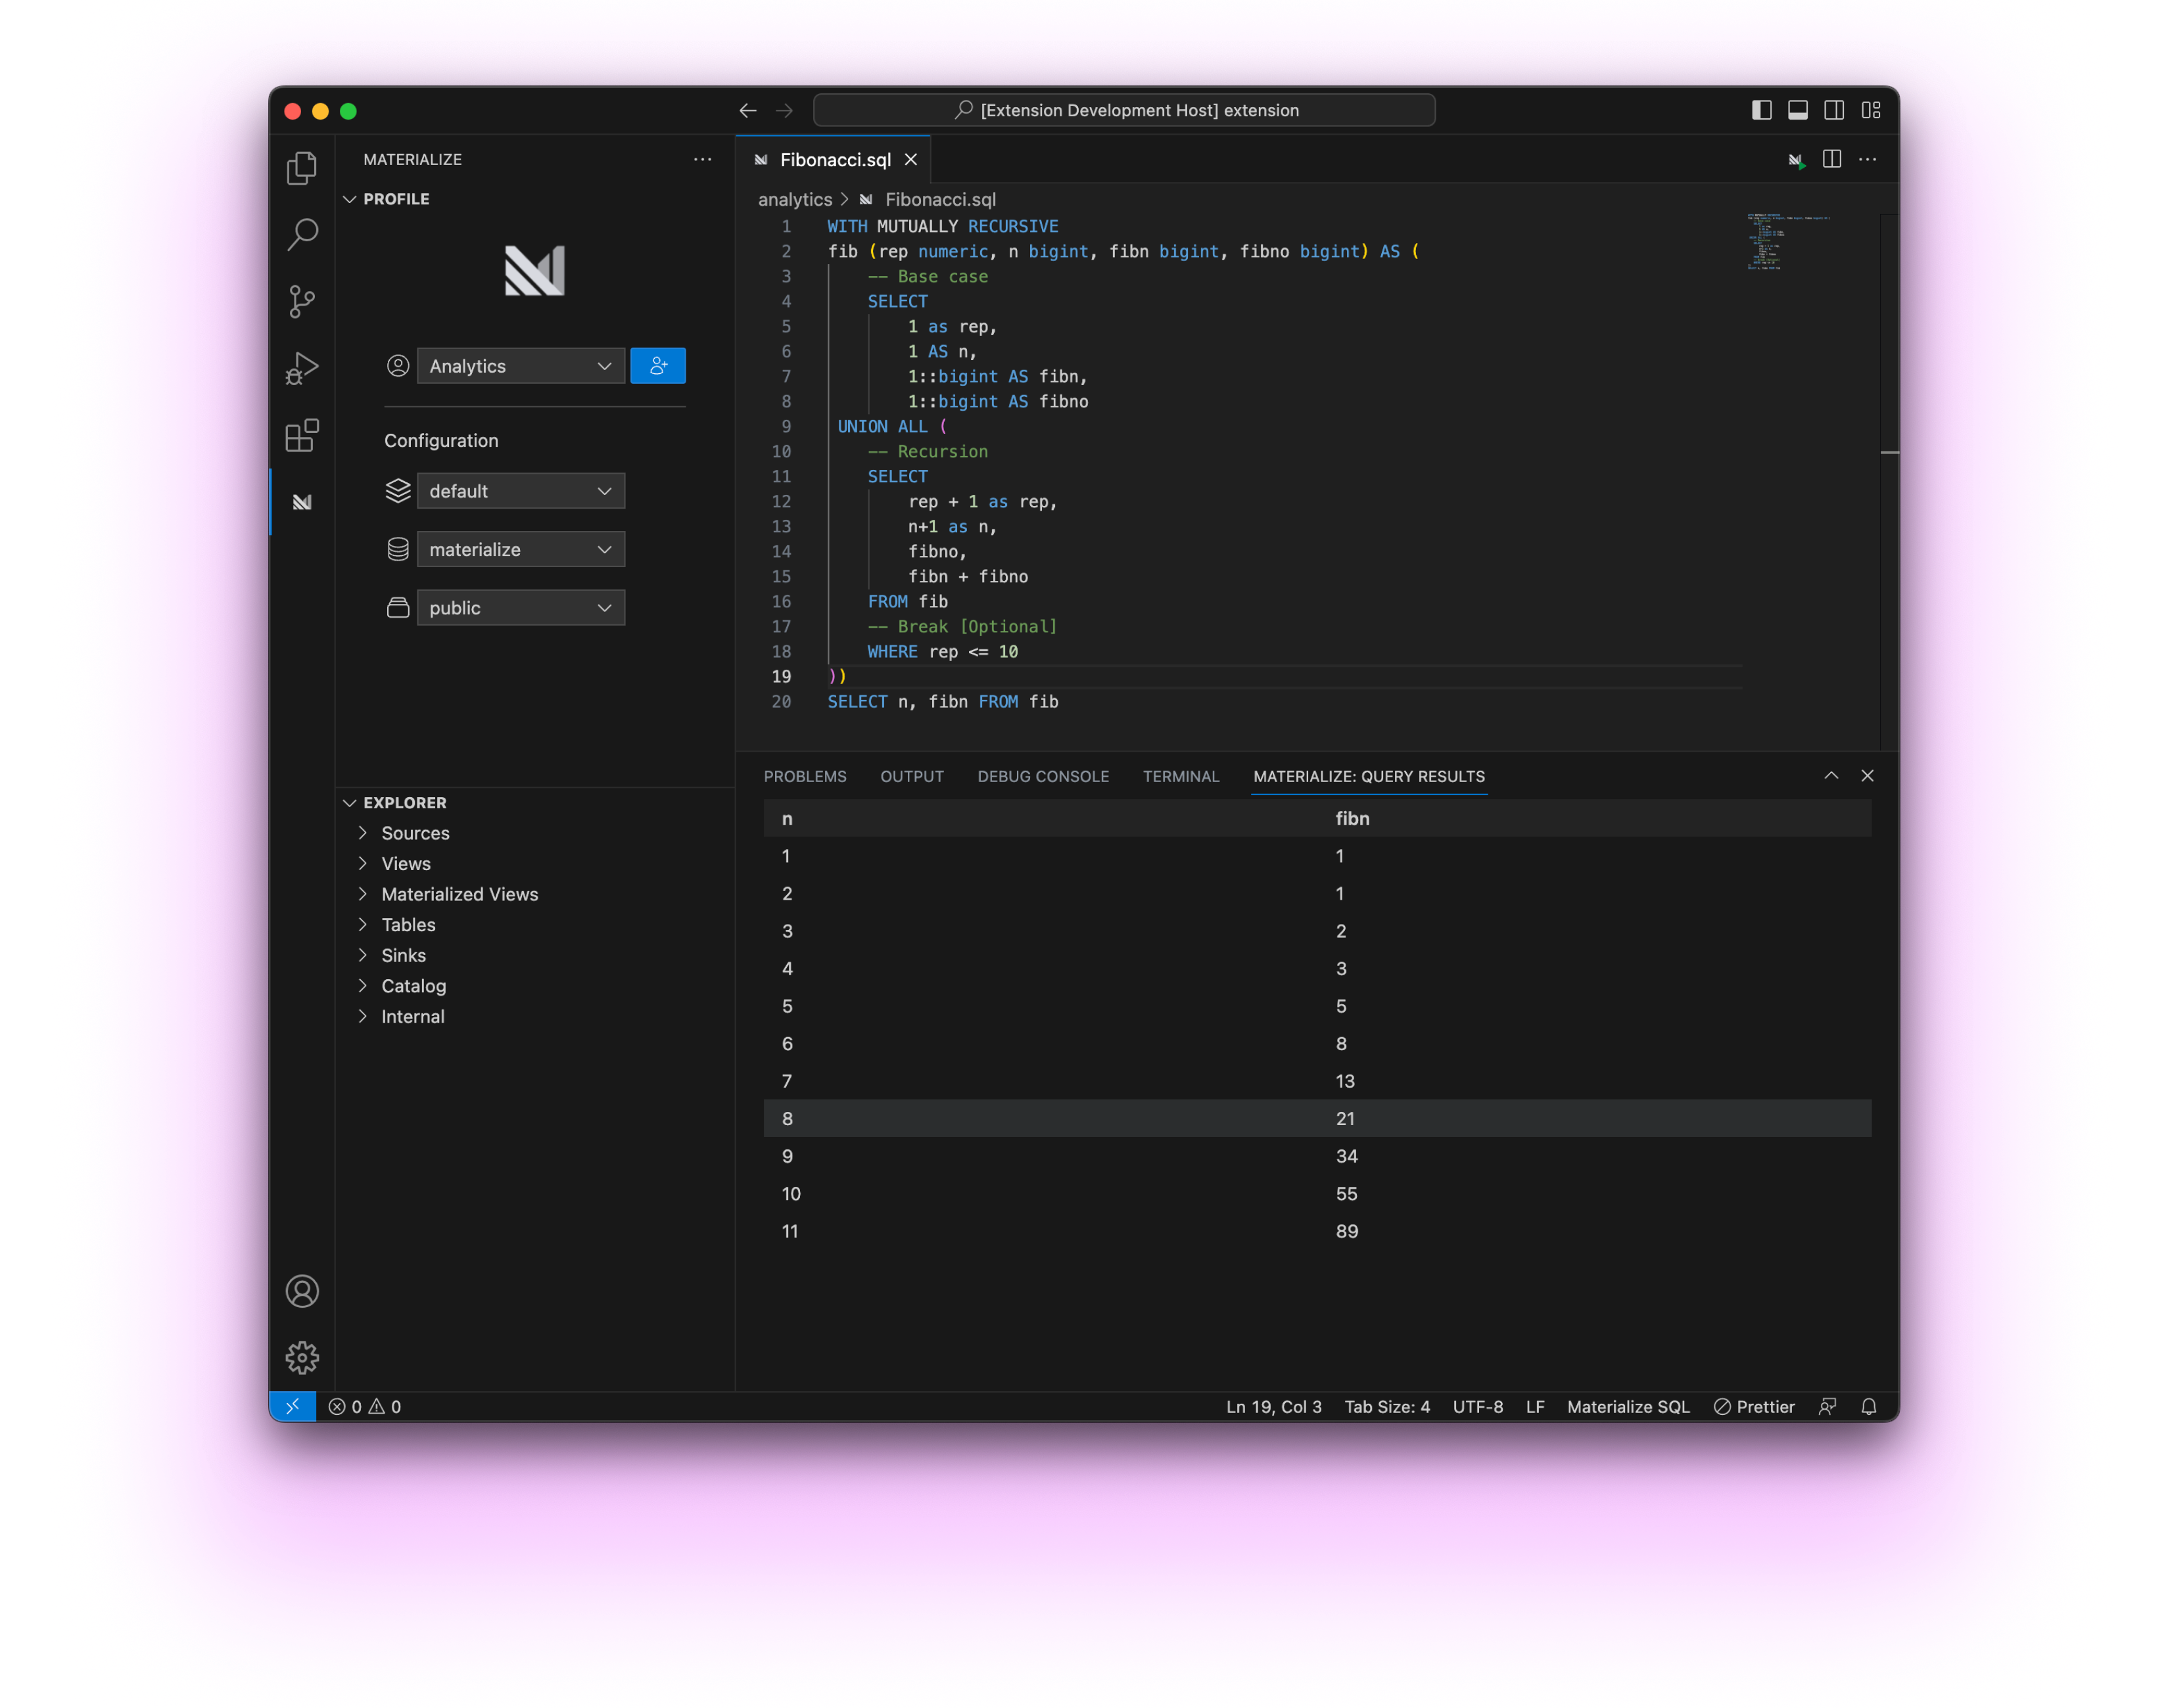 [Extension Development Host] extension
MATERIALIZE
PROFILE
Analytics
Configuration
default
materialize
public
EXPLORER
Sources
Views
Materialized Views
Tables
Sinks
Catalog
Internal
Fibonacci.sql
analytics > Fibonacci.sql
1 WITH MUTUALLY RECURSIVE
2 fib (rep numeric, n bigint, fibn bigint, fibno bigint) AS (
3 -- Base case
4 SELECT
5 1 as rep,
6 1 AS n,
7 1::bigint AS fibn,
8 1::bigint AS fibno
9 UNION ALL (
10 -- Recursion
11 SELECT
12 rep + 1 as rep,
13 n+1 as n,
14 fibno,
15 fibn + fibno
16 FROM fib
17 -- Break [Optional]
18 WHERE rep <= 10
19 ))
20 SELECT n, fibn FROM fib
PROBLEMS OUTPUT DEBUG CONSOLE TERMINAL MATERIALIZE: QUERY RESULTS
n fibn
1 1
2 1
3 2
4 3
5 5
6 8
7 13
8 21
9 34
10 55
11 89
0 0 Ln 19, Col 3 Tab Size: 4 UTF-8 LF Materialize SQL Prettier